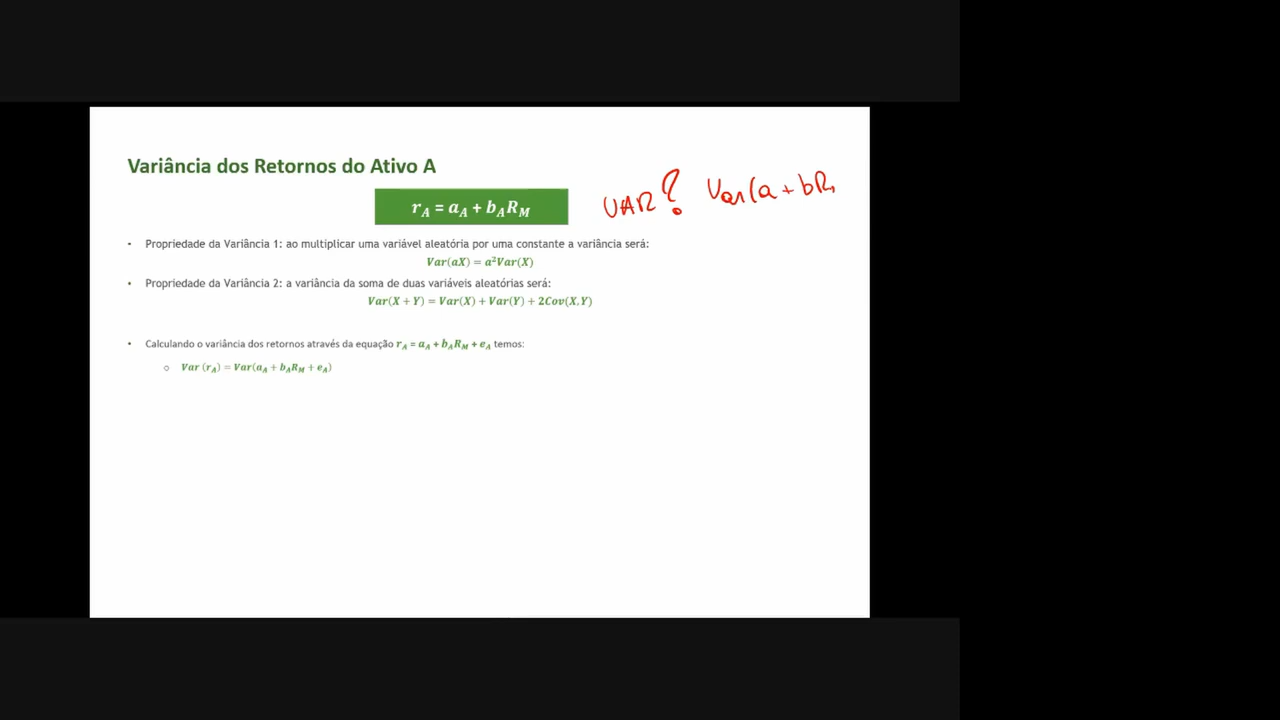 Variância dos Retornos do Ativo A
r_A = a_A + b_A R_M
VAR? Var(a + bR
• Propriedade da Variância 1: ao multiplicar uma variável aleatória por uma constante a variância será:
Var(aX) = a²Var(X)
• Propriedade da Variância 2: a variância da soma de duas variáveis aleatórias será:
Var(X + Y) = Var(X) + Var(Y) + 2Cov(X,Y)
• Calculando o variância dos retornos através da equação r_A = a_A + b_A R_M + e_A temos:
○ Var (r_A) = Var(a_A + b_A R_M + e_A)